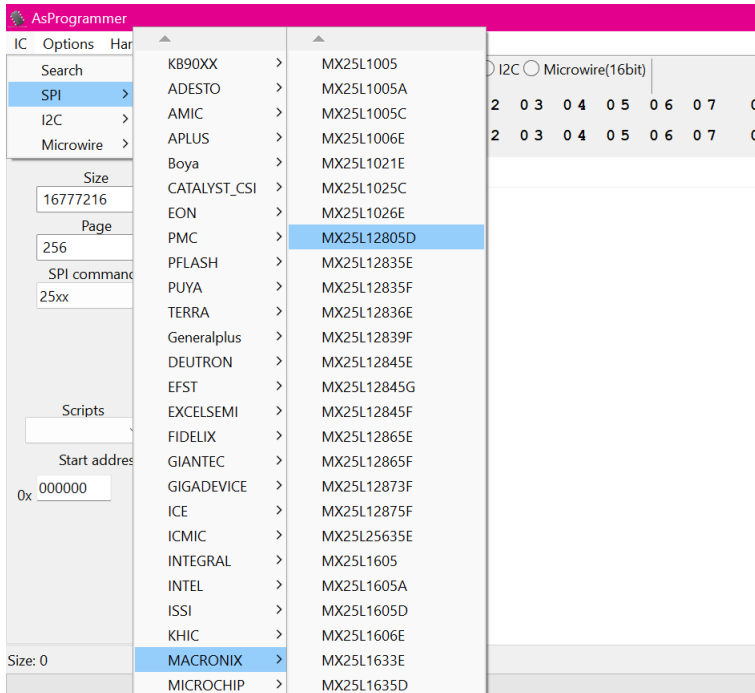 AsProgrammer
IC Options Har
Search
SPI
I2C
Microwire
Size
16777216
Page
256
SPI command
25xx
Scripts
Start addres
0x 000000
Size: 0
KB90XX
ADESTO
AMIC
APLUS
Boya
CATALYST_CSI
EON
PMC
PFLASH
PUYA
TERRA
Generalplus
DEUTRON
EFST
EXCELSEMI
FIDELIX
GIANTEC
GIGADEVICE
ICE
ICMIC
INTEGRAL
INTEL
ISSI
KHIC
MACRONIX
MICROCHIP
MX25L1005
MX25L1005A
MX25L1005C
MX25L1006E
MX25L1021E
MX25L1025C
MX25L1026E
MX25L12805D
MX25L12835E
MX25L12835F
MX25L12836E
MX25L12839F
MX25L12845E
MX25L12845G
MX25L12845F
MX25L12865E
MX25L12865F
MX25L12873F
MX25L12875F
MX25L25635E
MX25L1605
MX25L1605A
MX25L1605D
MX25L1606E
MX25L1633E
MX25L1635D
I2C Microwire(16bit)
2 03 04 05 06 07
2 03 04 05 06 07